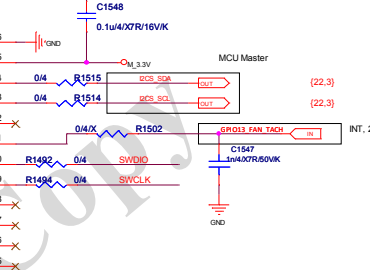 C1548
0.1u/4/X7R/16V/K
GND
M_3.3V
MCU Master
0/4 R1515 I2CS_SDA OUT {22,3}
0/4 R1514 I2CS_SCL OUT {22,3}
0/4/X R1502 GPIO13_FAN_TACH IN INT, 2
C1547
1n/4/X7R/50V/K
R1492 0/4 SWDIO
R1494 0/4 SWCLK
GND
Copy